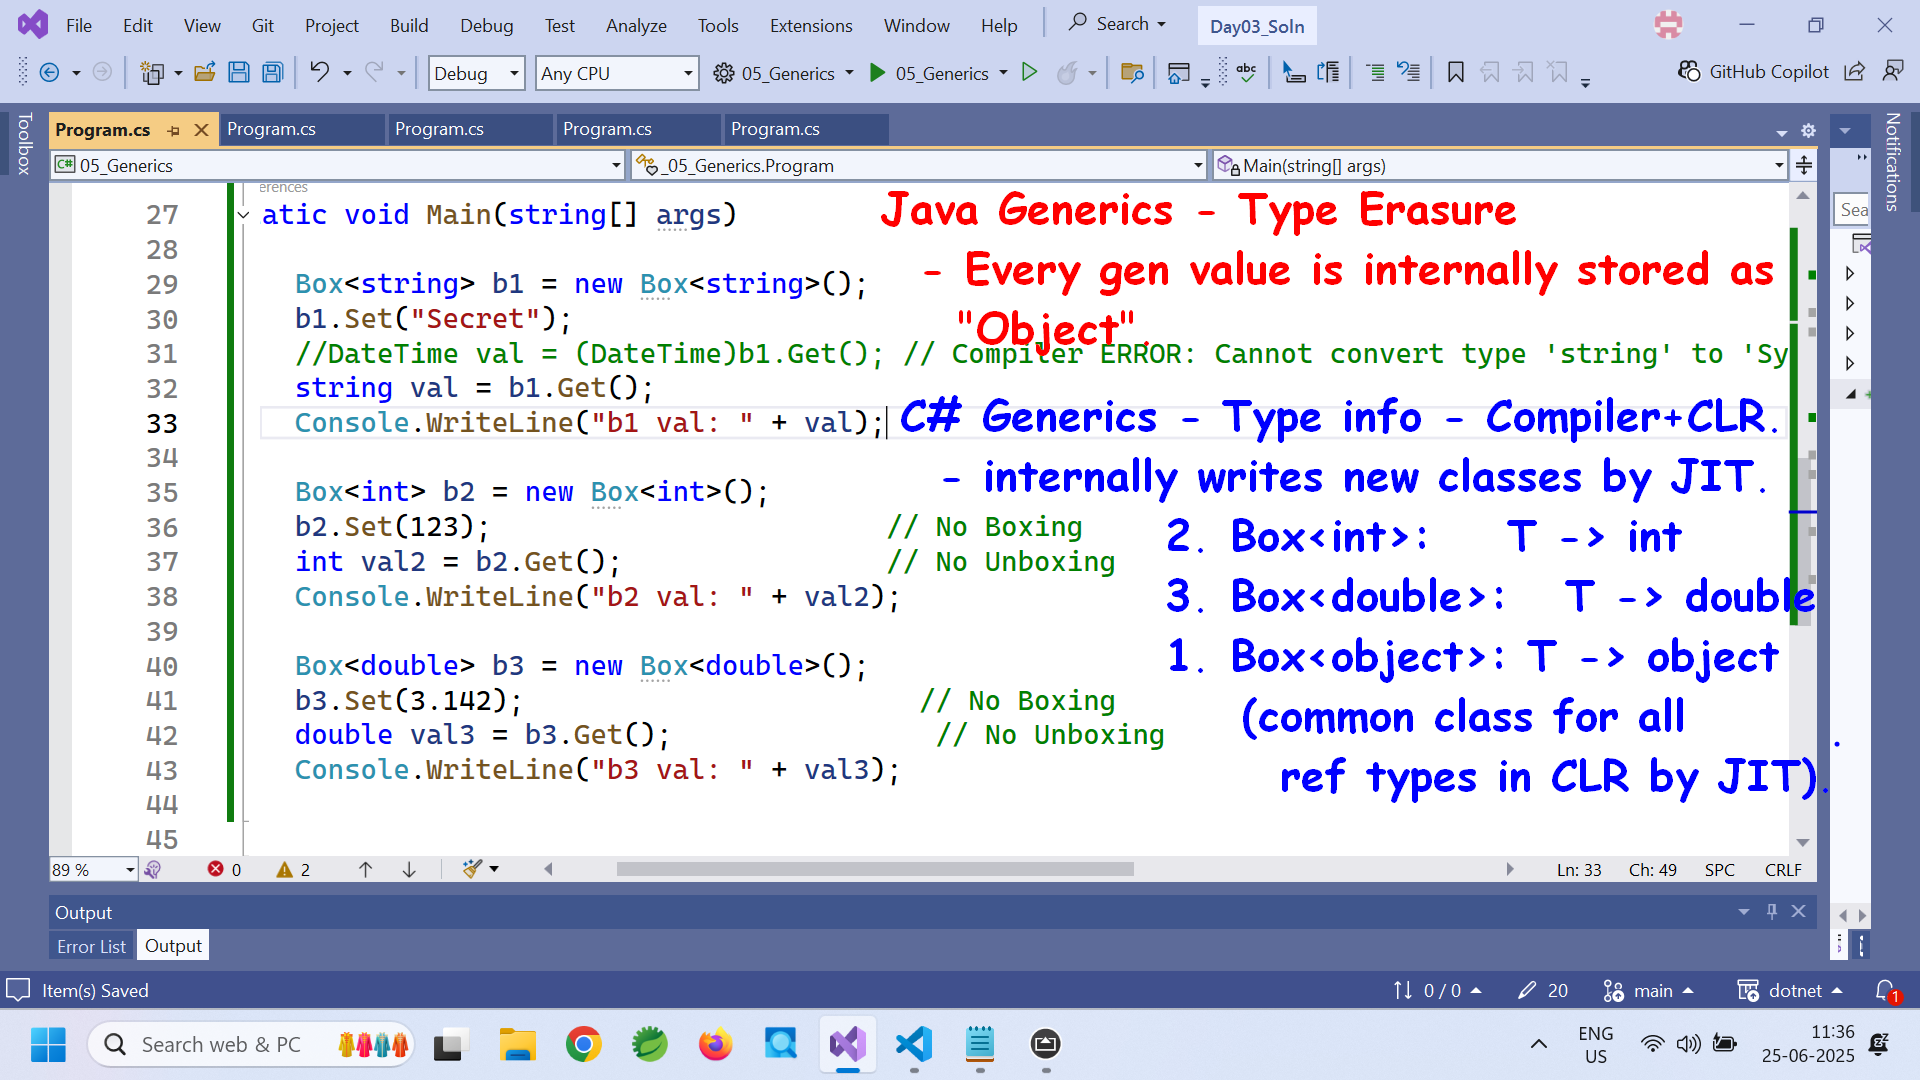 File Edit View Git Project Build Debug Test Analyze Tools Extensions Window Help Search Day03_Soln
Debug Any CPU 05_Generics 05_Generics GitHub Copilot
Toolbox
Program.cs Program.cs Program.cs Program.cs Program.cs
Notifications
C# 05_Generics _05_Generics.Program Main(string[] args)
Sea
erences
27 atic void Main(string[] args)
Java Generics - Type Erasure
28
- Every gen value is internally stored as
29 Box<string> b1 = new Box<string>();
30 b1.Set("Secret");
"Object".
31 //DateTime val = (DateTime)b1.Get(); // Compiler ERROR: Cannot convert type 'string' to 'Sy
32 string val = b1.Get();
33 Console.WriteLine("b1 val: " + val);
C# Generics - Type info - Compiler+CLR.
34
- internally writes new classes by JIT.
35 Box<int> b2 = new Box<int>();
36 b2.Set(123); // No Boxing
2. Box<int>: T -> int
37 int val2 = b2.Get(); // No Unboxing
38 Console.WriteLine("b2 val: " + val2);
3. Box<double>: T -> double
39
40 Box<double> b3 = new Box<double>();
1. Box<object>: T -> object
41 b3.Set(3.142); // No Boxing
(common class for all
42 double val3 = b3.Get(); // No Unboxing
43 Console.WriteLine("b3 val: " + val3);
ref types in CLR by JIT).
44
45
89 % 0 2 Ln: 33 Ch: 49 SPC CRLF
Output
Error List Output
Item(s) Saved 0 / 0 20 main dotnet 1
Search web & PC ENG US 11:36 25-06-2025